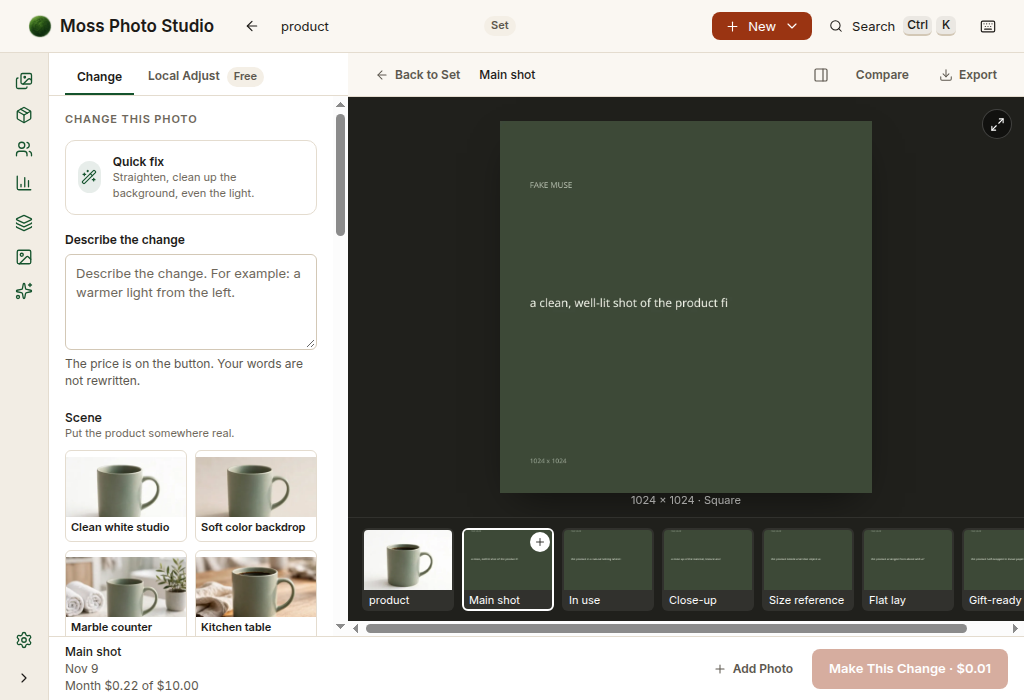 Moss Photo Studio
product
Set
New
Search
Ctrl
K
Change
Local Adjust
Free
Back to Set
Main shot
Compare
Export
CHANGE THIS PHOTO
Quick fix
Straighten, clean up the
background, even the light.
Describe the change
Describe the change. For example: a
warmer light from the left.
The price is on the button. Your words are
not rewritten.
Scene
Put the product somewhere real.
Clean white studio
Soft color backdrop
Marble counter
Kitchen table
FAKE MUSE
a clean, well-lit shot of the product fi
1024 x 1024
1024 × 1024 · Square
product
Main shot
In use
Close-up
Size reference
Flat lay
Gift-ready
Main shot
Nov 9
Month $0.22 of $10.00
Add Photo
Make This Change · $0.01